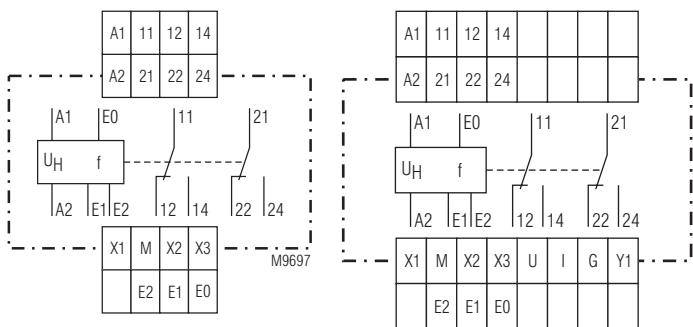 A1 11 12 14
A2 21 22 24
A1 E0 11 21
UH f
A2 E1 E2 12 14 22 24
X1 M X2 X3
M9697
E2 E1 E0
A1 11 12 14
A2 21 22 24
A1 E0 11 21
UH f
A2 E1 E2 12 14 22 24
X1 M X2 X3 U I G Y1
E2 E1 E0